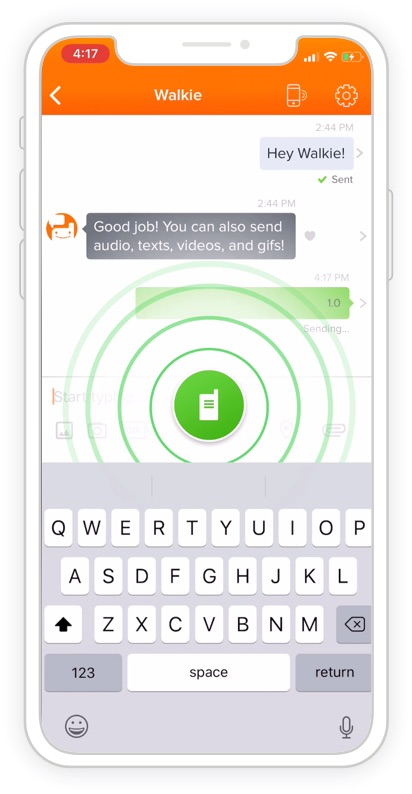 4:17
Walkie
2:44 PM
Hey Walkie!
Sent
2:44 PM
Good job! You can also send
audio, texts, videos, and gifs!
4:17 PM
1.0
Sending...
Start typing...
Q W E R T Y U I O P
A S D F G H J K L
Z X C V B N M
123 space return